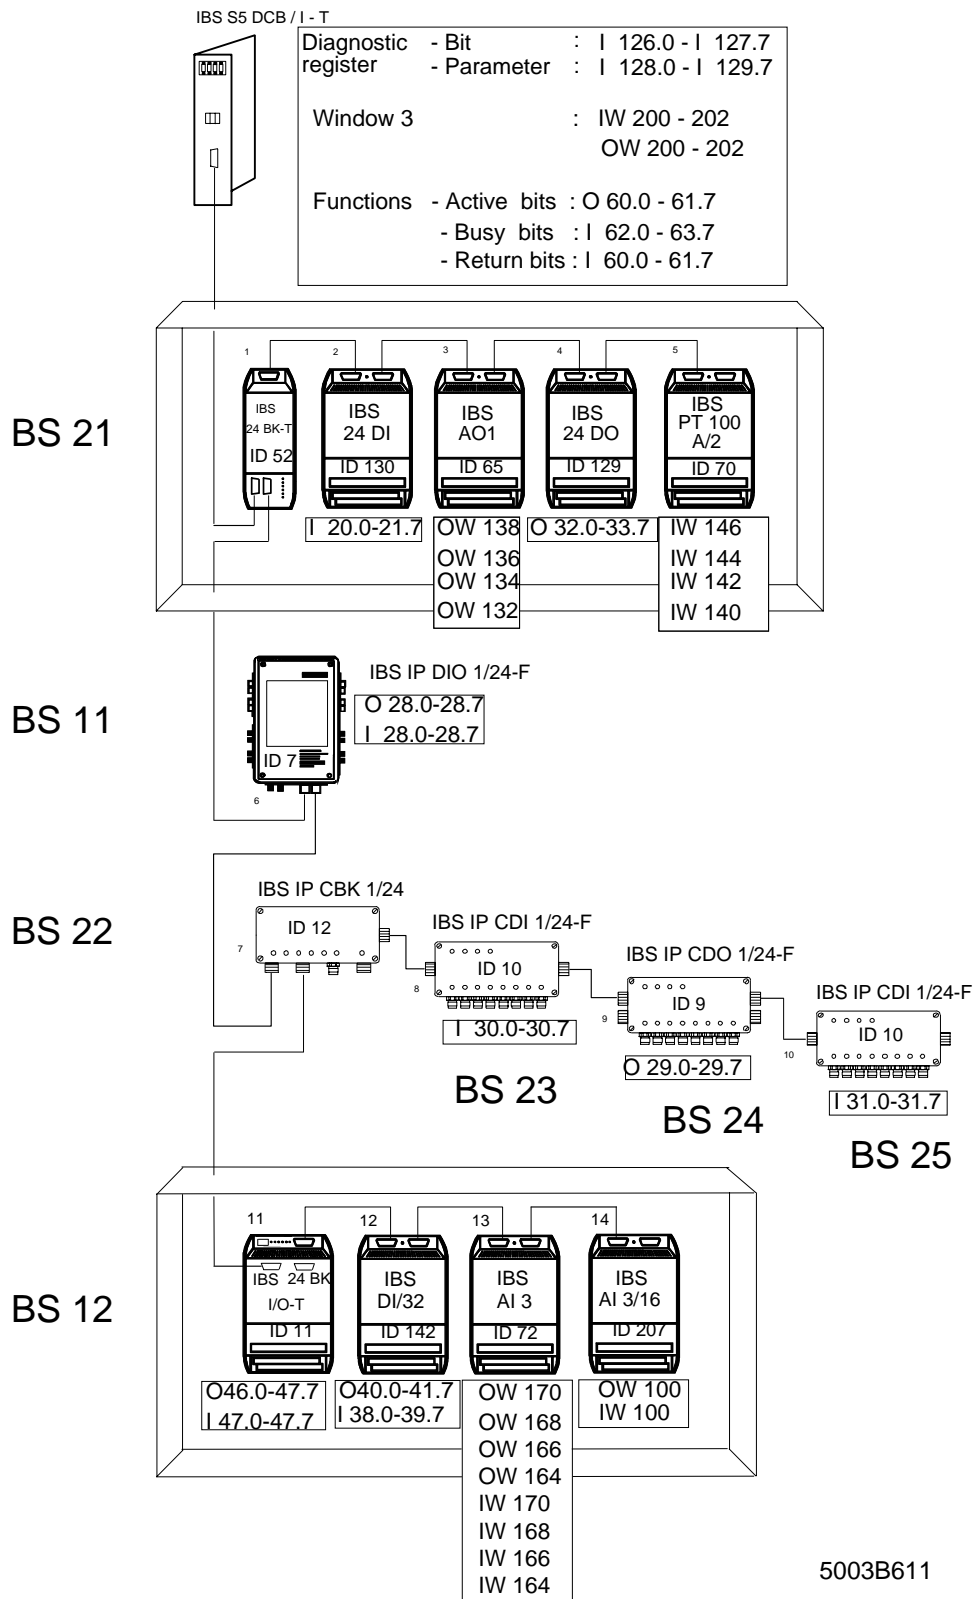 IBS S5 DCB / I - T
Diagnostic - Bit : I 126.0 - I 127.7
register - Parameter : I 128.0 - I 129.7
Window 3 : IW 200 - 202
OW 200 - 202
Functions - Active bits : O 60.0 - 61.7
- Busy bits : I 62.0 - 63.7
- Return bits : I 60.0 - 61.7
BS 21
1
IBS
24 BK-T
ID 52
2
IBS
24 DI
ID 130
I 20.0-21.7
3
IBS
AO1
ID 65
OW 138
OW 136
OW 134
OW 132
4
IBS
24 DO
ID 129
O 32.0-33.7
5
IBS
PT 100
A/2
ID 70
IW 146
IW 144
IW 142
IW 140
BS 11
IBS IP DIO 1/24-F
O 28.0-28.7
I 28.0-28.7
ID 7
6
BS 22
IBS IP CBK 1/24
ID 12
7
IBS IP CDI 1/24-F
ID 10
8
I 30.0-30.7
BS 23
IBS IP CDO 1/24-F
ID 9
9
O 29.0-29.7
BS 24
IBS IP CDI 1/24-F
ID 10
10
I 31.0-31.7
BS 25
BS 12
11
IBS 24 BK
I/O-T
ID 11
O46.0-47.7
I 47.0-47.7
12
IBS
DI/32
ID 142
O40.0-41.7
I 38.0-39.7
13
IBS
AI 3
ID 72
OW 170
OW 168
OW 166
OW 164
IW 170
IW 168
IW 166
IW 164
14
IBS
AI 3/16
ID 207
OW 100
IW 100
5003B611